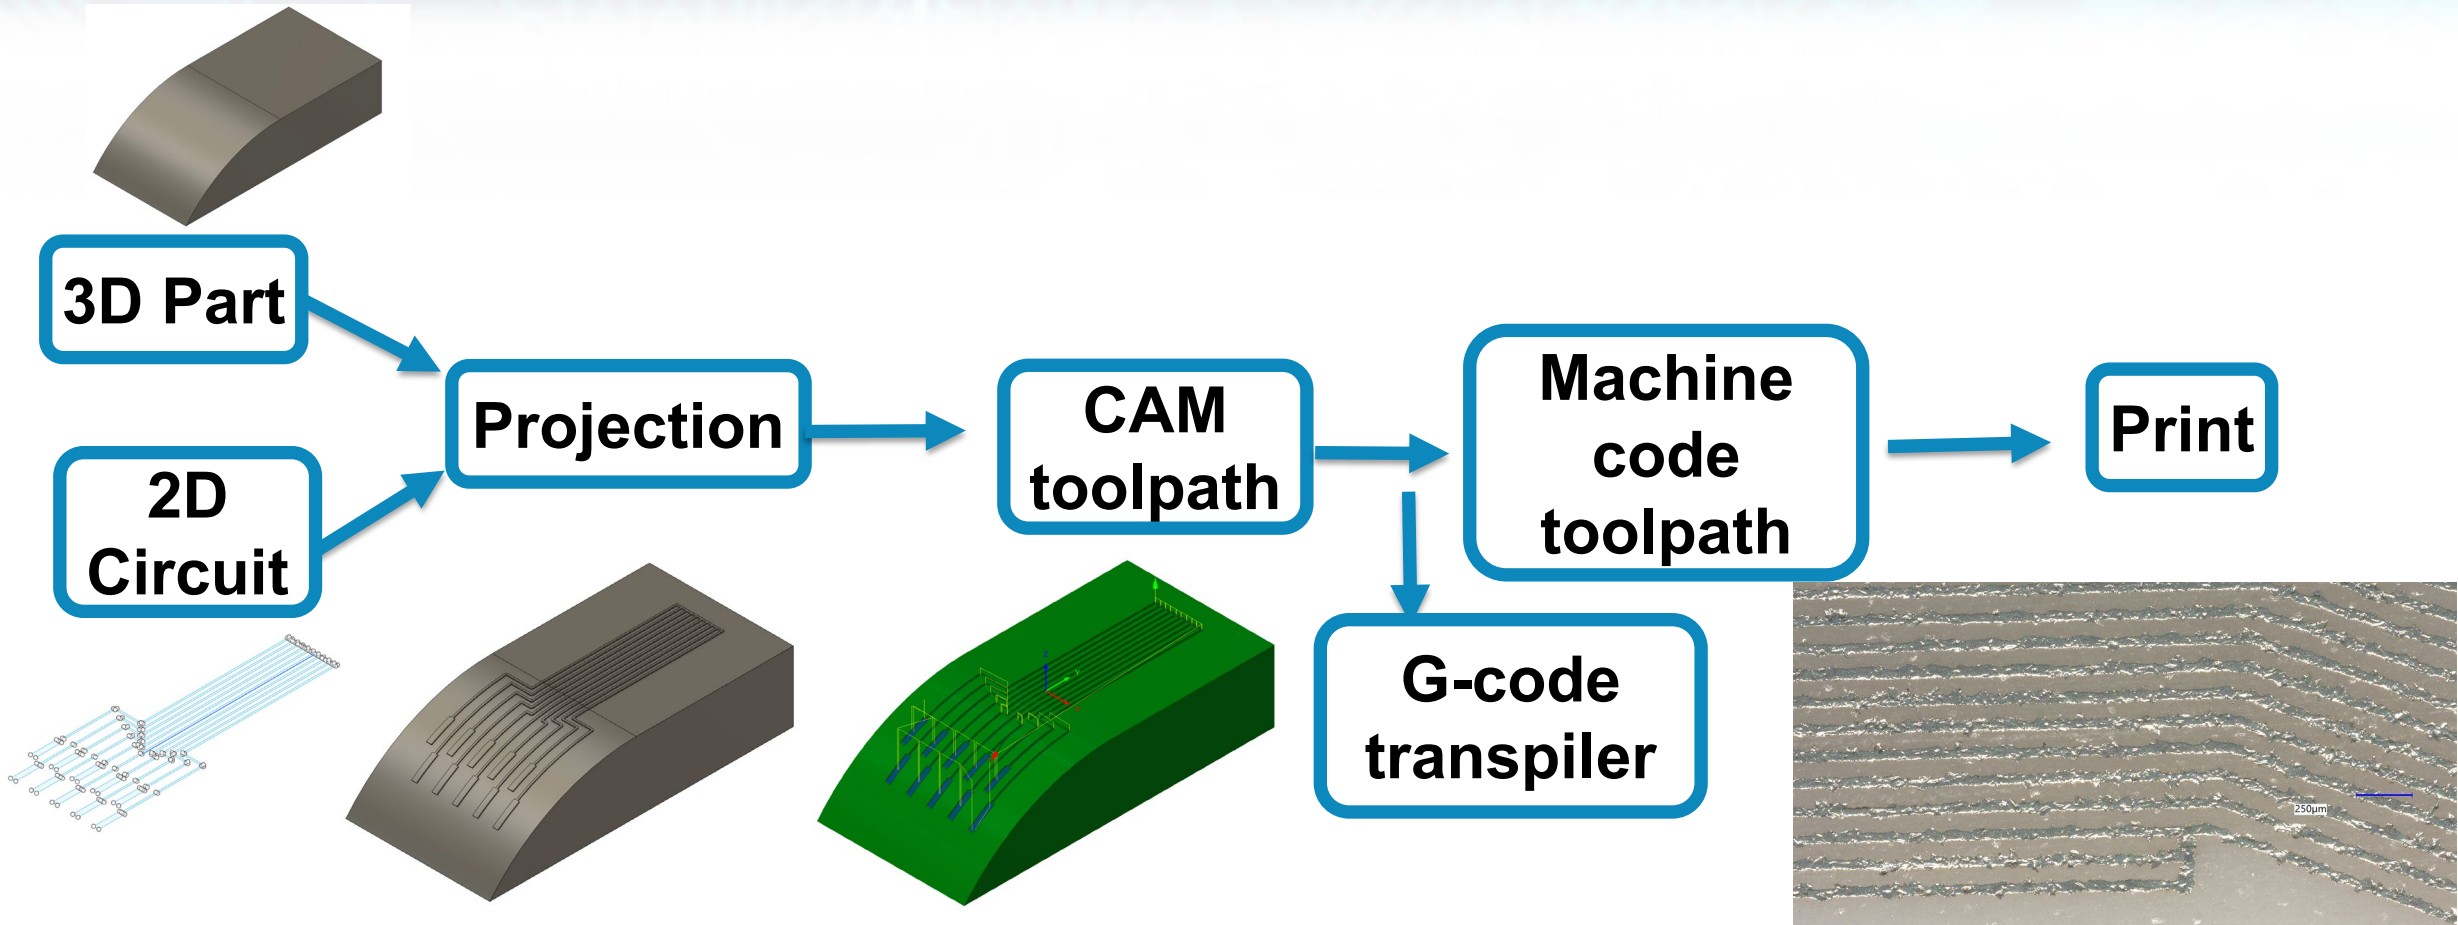 3D Part
2D
Circuit
Projection
CAM
toolpath
Machine
code
toolpath
G-code
transpiler
Print
250µm